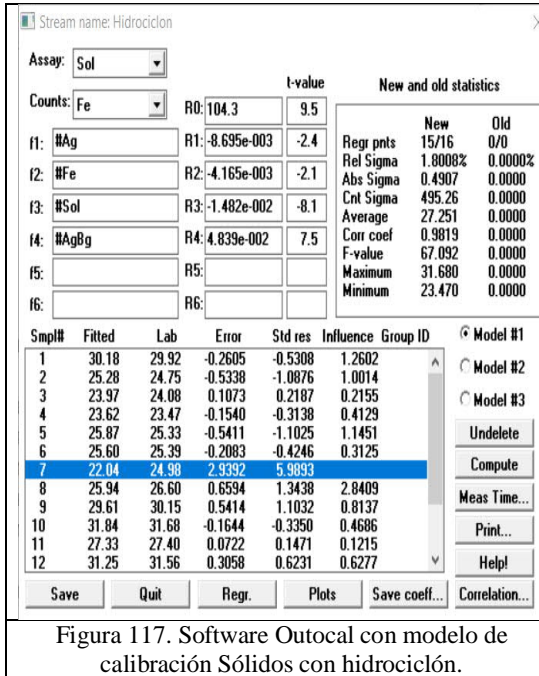 Stream name: Hidrociclon
Assay: Sol
Counts: Fe
t-value
New and old statistics
R0: 104.3 9.5
f1: #Ag R1: -8.695e-003 -2.4
f2: #Fe R2: -4.165e-003 -2.1
f3: #Sol R3: -1.482e-002 -8.1
f4: #AgBg R4: 4.839e-002 7.5
f5: R5:
f6: R6:
New Old
Regr pnts 15/16 0/0
Rel Sigma 1.8008% 0.0000%
Abs Sigma 0.4907 0.0000
Cnt Sigma 495.26 0.0000
Average 27.251 0.0000
Corr coef 0.9819 0.0000
F-value 67.092 0.0000
Maximum 31.680 0.0000
Minimum 23.470 0.0000
Smpl# Fitted Lab Error Std res Influence Group ID
1 30.18 29.92 -0.2605 -0.5308 1.2602
2 25.28 24.75 -0.5338 -1.0876 1.0014
3 23.97 24.08 0.1073 0.2187 0.2155
4 23.62 23.47 -0.1540 -0.3138 0.4129
5 25.87 25.33 -0.5411 -1.1025 1.1451
6 25.60 25.39 -0.2083 -0.4246 0.3125
7 22.04 24.98 2.9392 5.9893
8 25.94 26.60 0.6594 1.3438 2.8409
9 29.61 30.15 0.5414 1.1032 0.8137
10 31.84 31.68 -0.1644 -0.3350 0.4686
11 27.33 27.40 0.0722 0.1471 0.1215
12 31.25 31.56 0.3058 0.6231 0.6277
Model #1
Model #2
Model #3
Undelete
Compute
Meas Time...
Print...
Help!
Save Quit Regr. Plots Save coeff... Correlation...
Figura 117. Software Outocal con modelo de
calibración Sólidos con hidrociclón.